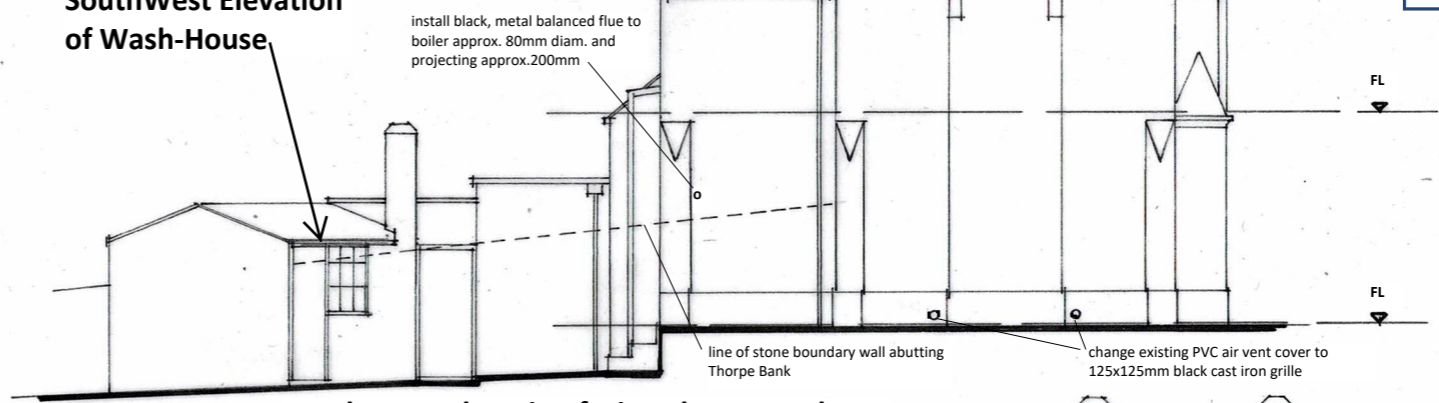 SouthWest Elevation
of Wash-House
install black, metal balanced flue to
boiler approx. 80mm diam. and
projecting approx.200mm
FL
FL
line of stone boundary wall abutting
Thorpe Bank
change existing PVC air vent cover to
125x125mm black cast iron grille